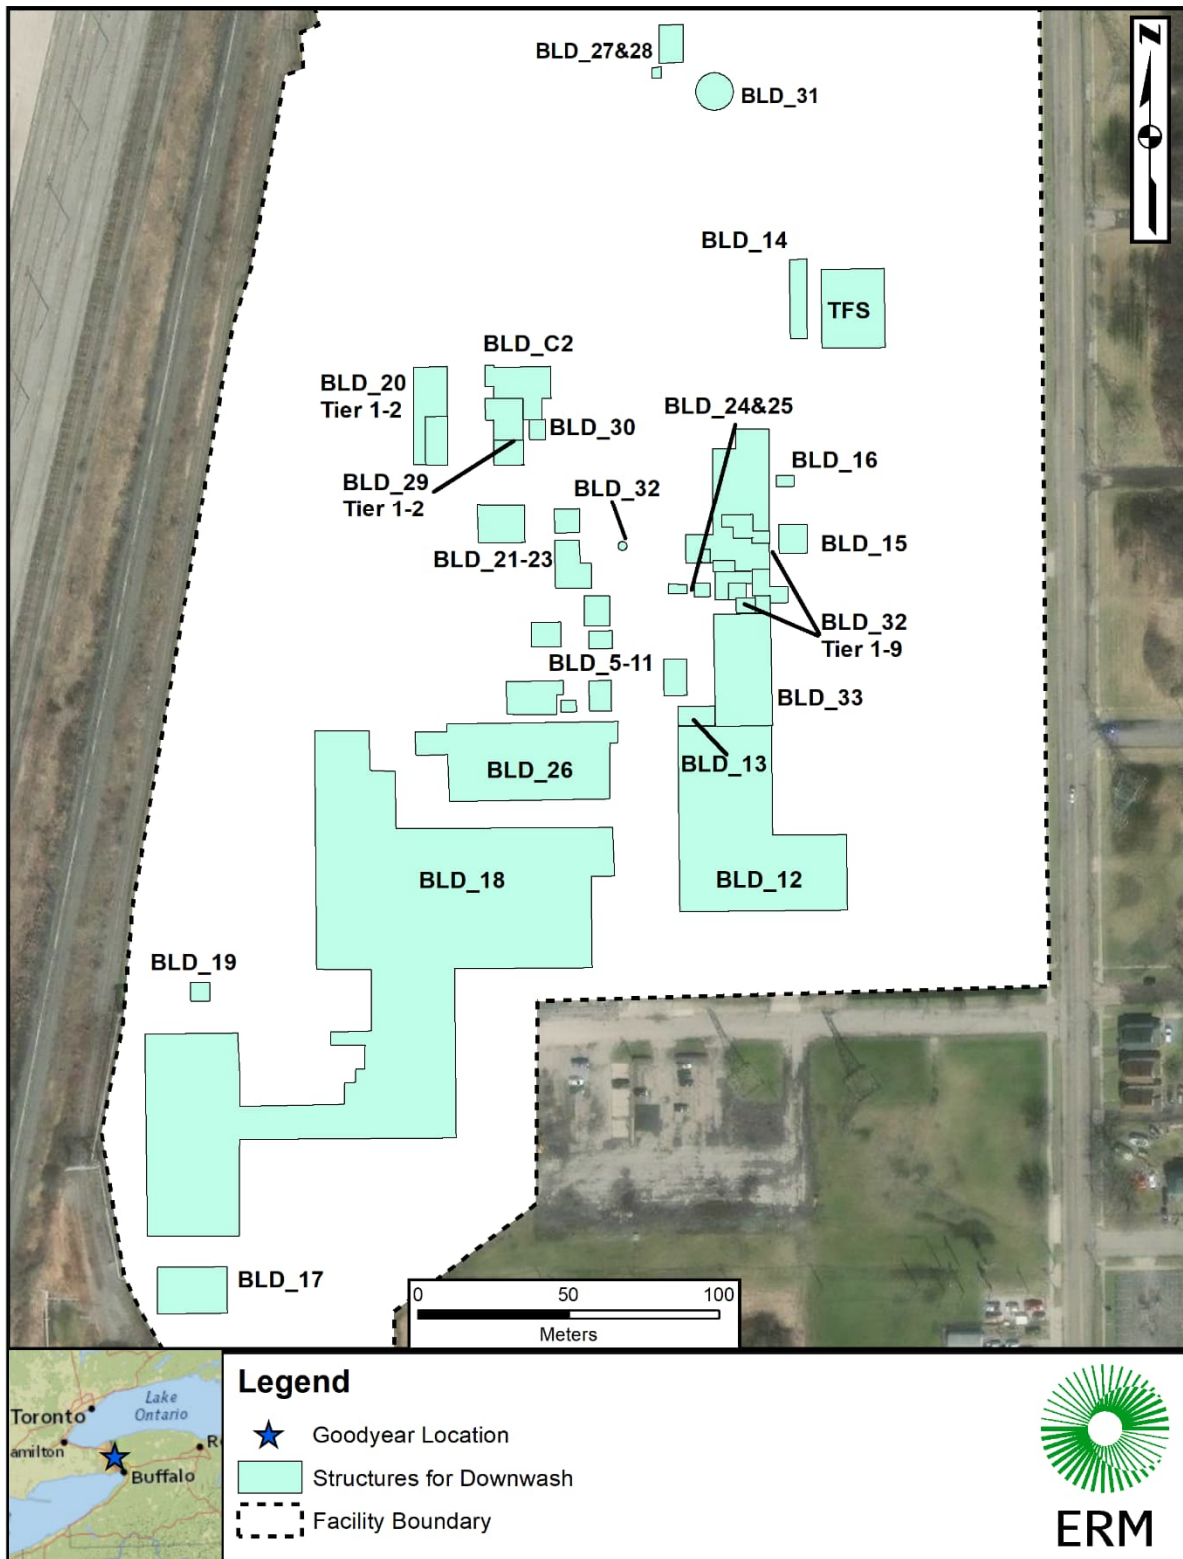 BLD_27&28
BLD_31
N
BLD_14
TFS
BLD_C2
BLD_20
Tier 1-2
BLD_24&25
BLD_30
BLD_16
BLD_29
Tier 1-2
BLD_32
BLD_15
BLD_21-23
BLD_32
Tier 1-9
BLD_5-11
BLD_33
BLD_13
BLD_26
BLD_18
BLD_12
BLD_19
BLD_17
0 50 100
Meters
Legend
Goodyear Location
Structures for Downwash
Facility Boundary
Toronto
Lake
Ontario
amilton
R
Buffalo
ERM